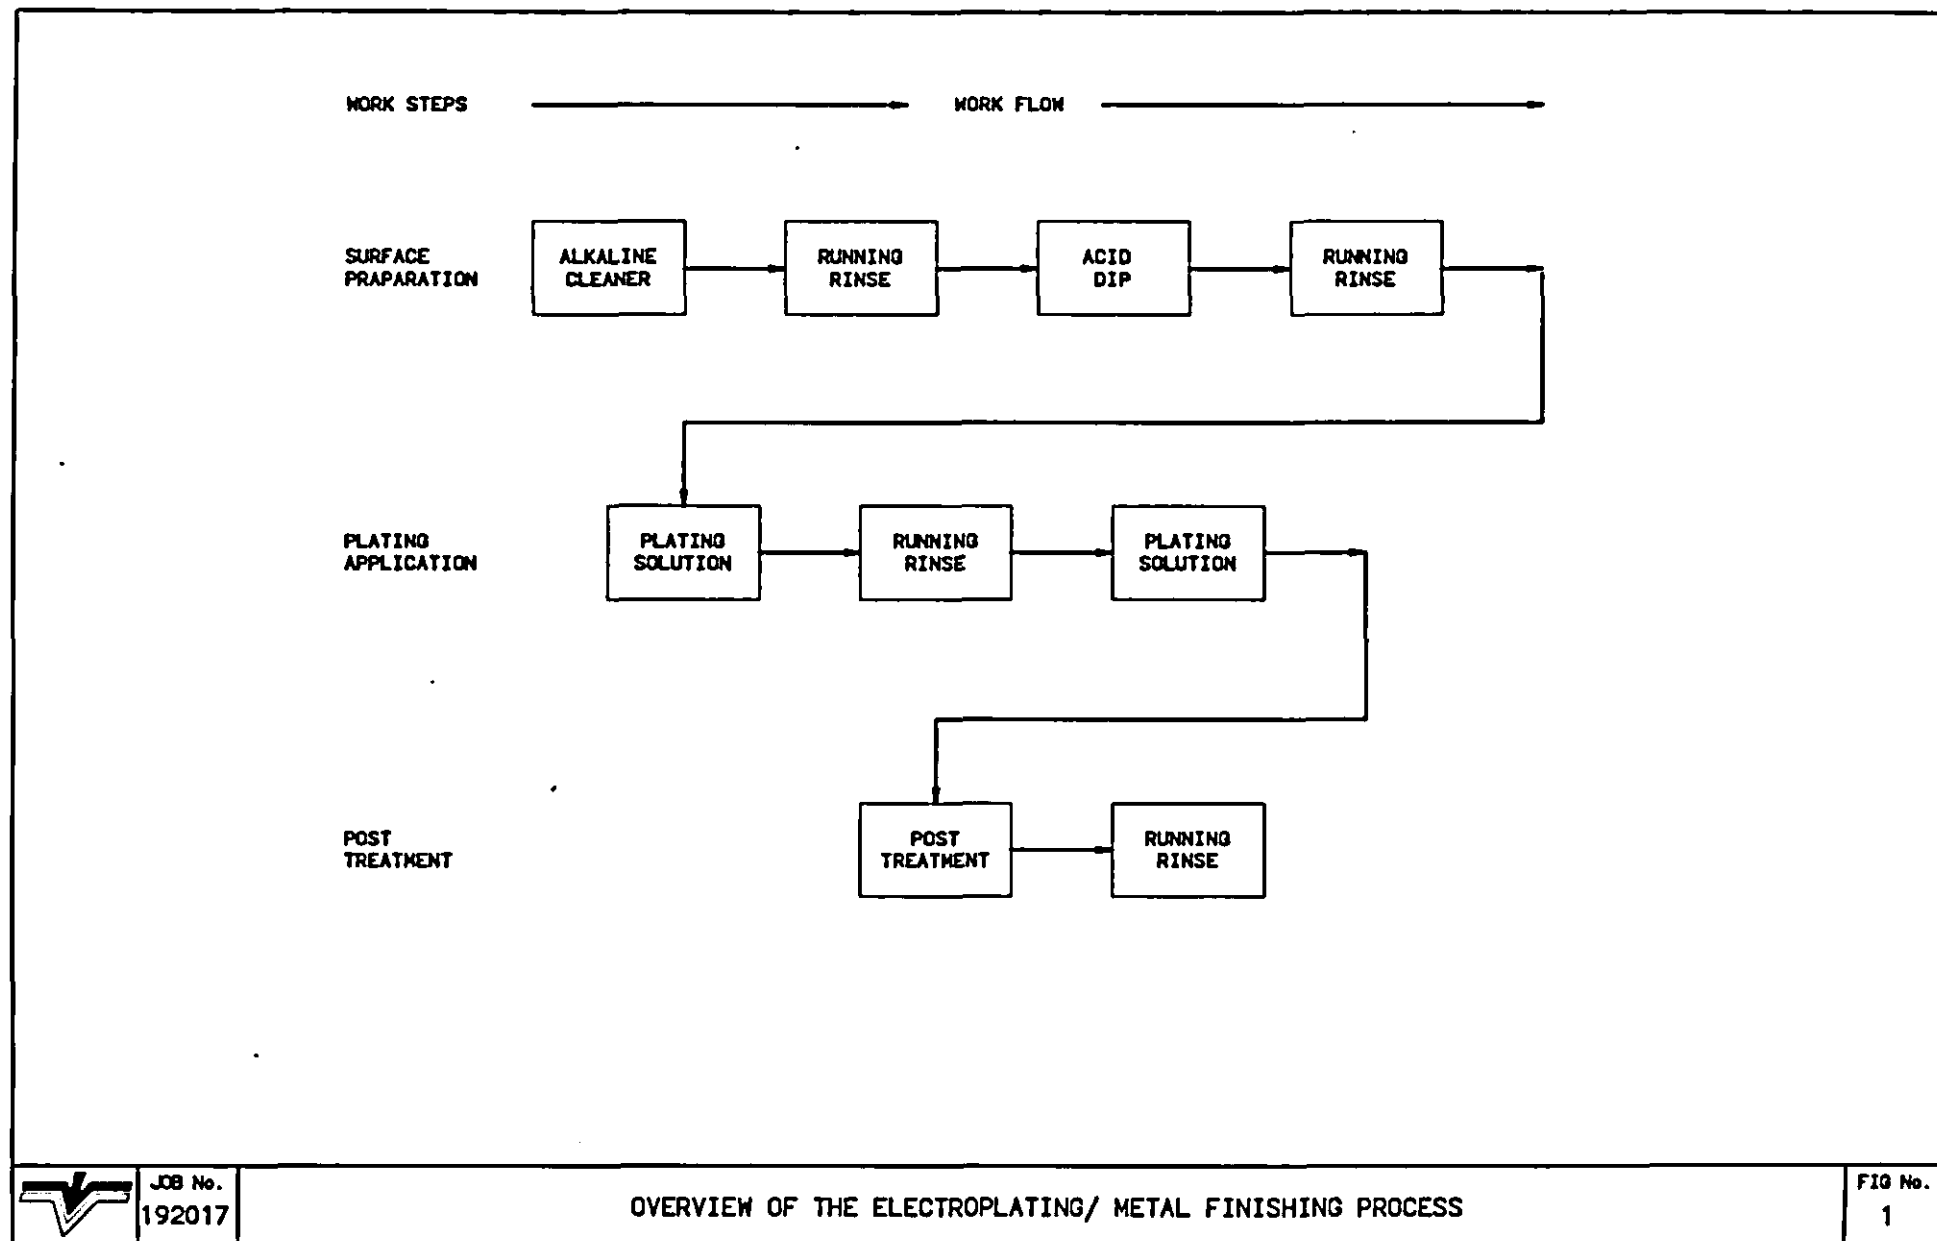 WORK STEPS WORK FLOW
SURFACE
PRAPARATION
ALKALINE
CLEANER
RUNNING
RINSE
ACID
DIP
RUNNING
RINSE
PLATING
APPLICATION
PLATING
SOLUTION
RUNNING
RINSE
PLATING
SOLUTION
POST
TREATMENT
POST
TREATMENT
RUNNING
RINSE
JOB No.
192017
OVERVIEW OF THE ELECTROPLATING/ METAL FINISHING PROCESS
FIG No.
1